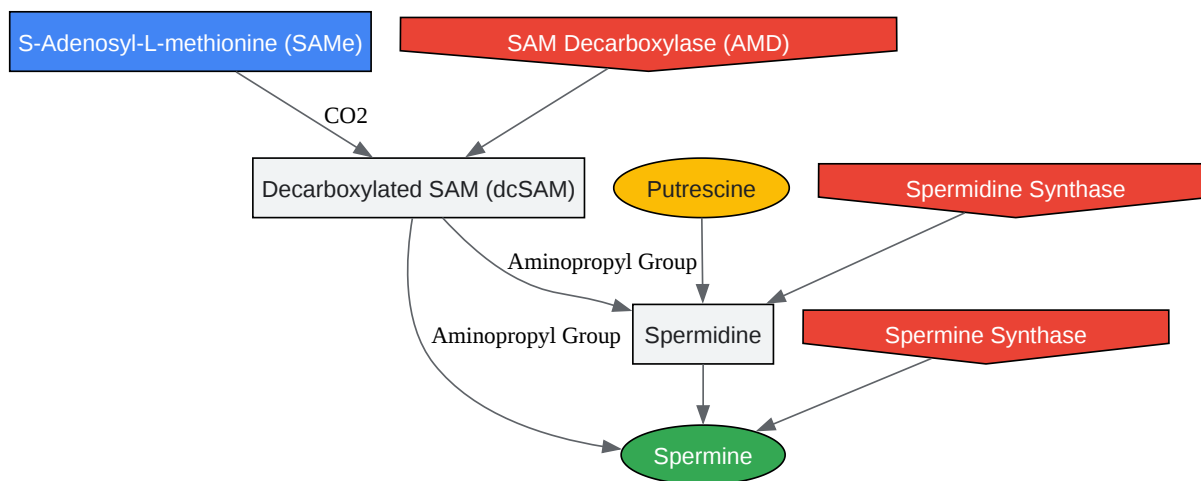 S-Adenosyl-L-methionine (SAMe)
SAM Decarboxylase (AMD)
CO2
Decarboxylated SAM (dcSAM)
Putrescine
Spermidine Synthase
Aminopropyl Group
Aminopropyl Group
Spermidine
Spermine Synthase
Spermine